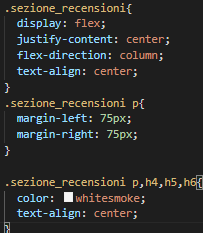 .sezione_recensioni{
display: flex;
justify-content: center;
flex-direction: column;
text-align: center;
}
.sezione_recensioni p{
margin-left: 75px;
margin-right: 75px;
}
.sezione_recensioni p,h4,h5,h6{
color: whitesmoke;
text-align: center;
}